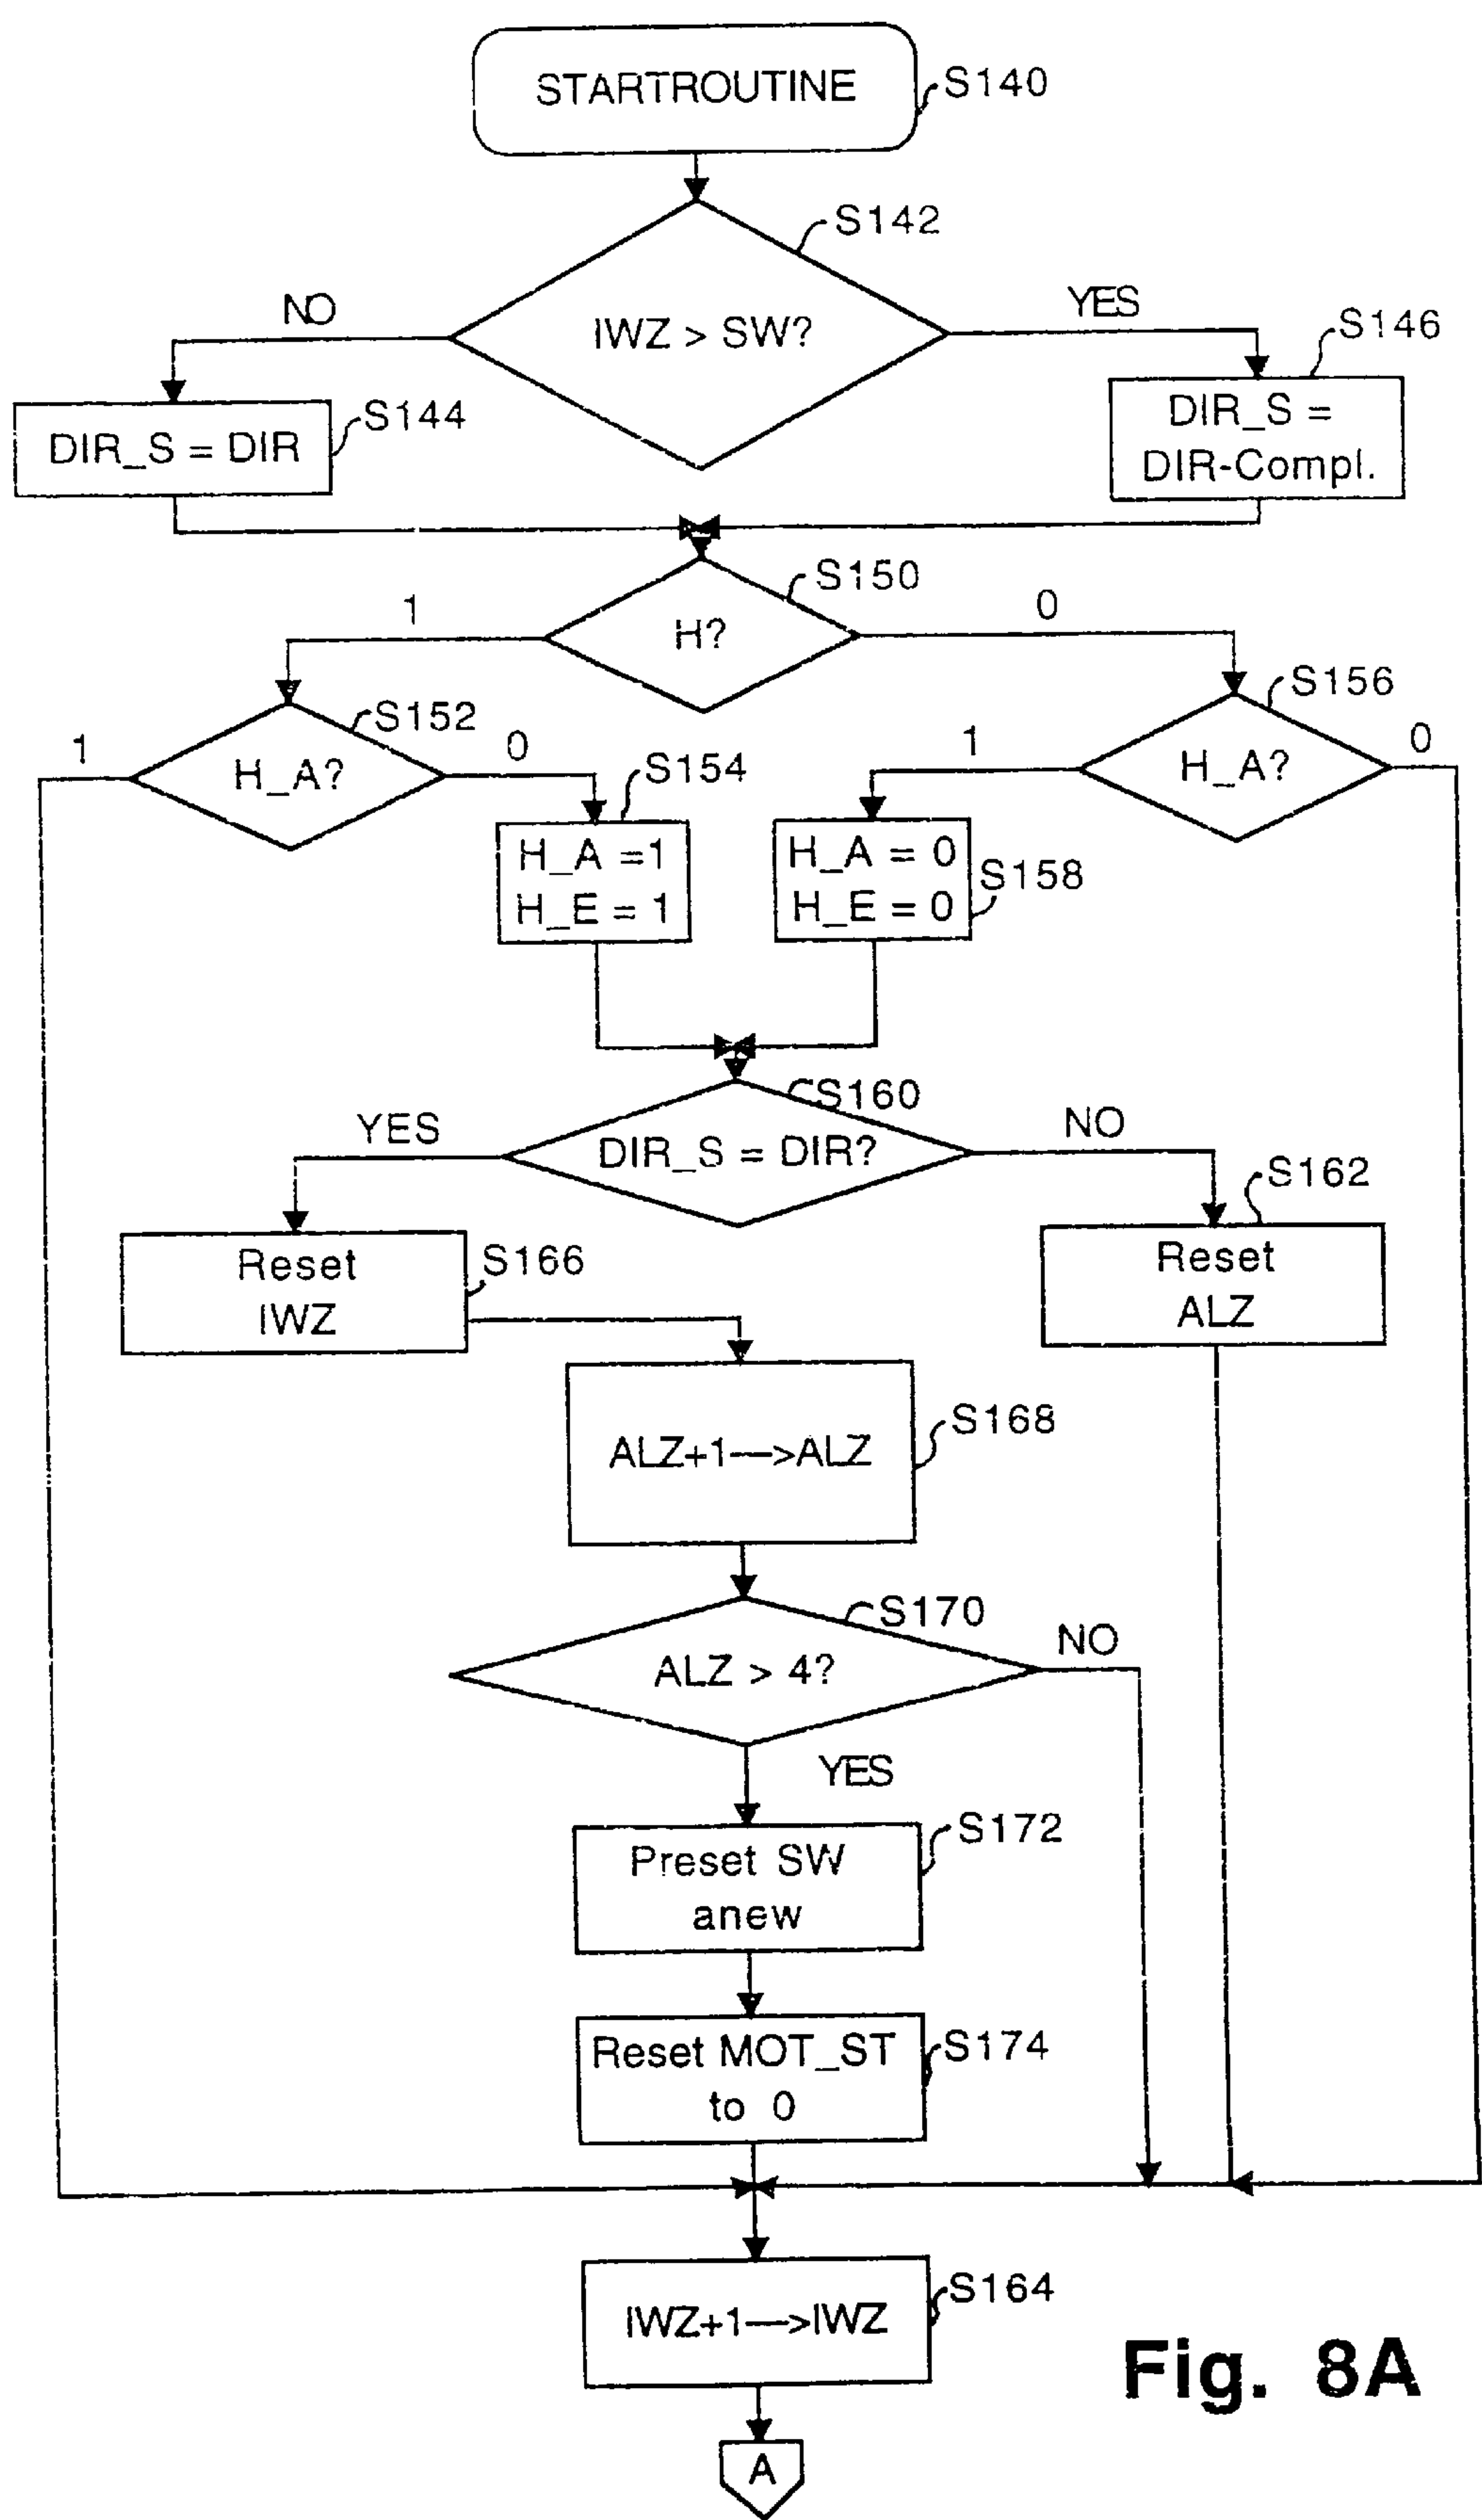 STARTROUTINE
S140
S142
NO
IWZ > SW?
YES
S146
S144
DIR_S = DIR
DIR_S =
DIR-Compl.
S150
1
H?
0
S152
S156
1
H_A?
0
S154
1
H_A?
0
H_A =1
H_E = 1
H_A = 0
H_E = 0
S158
S160
YES
DIR_S = DIR?
NO
S162
Reset
IWZ
S166
Reset
ALZ
S168
ALZ+1—>ALZ
S170
NO
ALZ > 4?
YES
S172
Preset SW
anew
Reset MOT_ST
to 0
S174
S164
IWZ+1—>IWZ
Fig. 8A
A